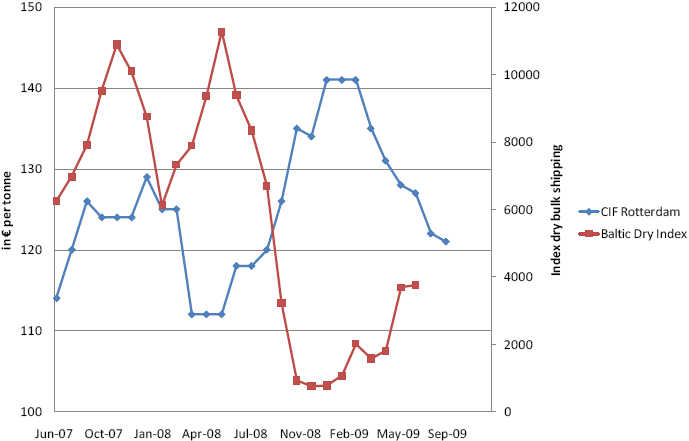 150
140
130
120
110
100
in € per tonne
12000
10000
8000
6000
4000
2000
0
Index dry bulk shipping
Jun-07 Oct-07 Jan-08 Apr-08 Jul-08 Nov-08 Feb-09 May-09 Sep-09
CIF Rotterdam
Baltic Dry Index